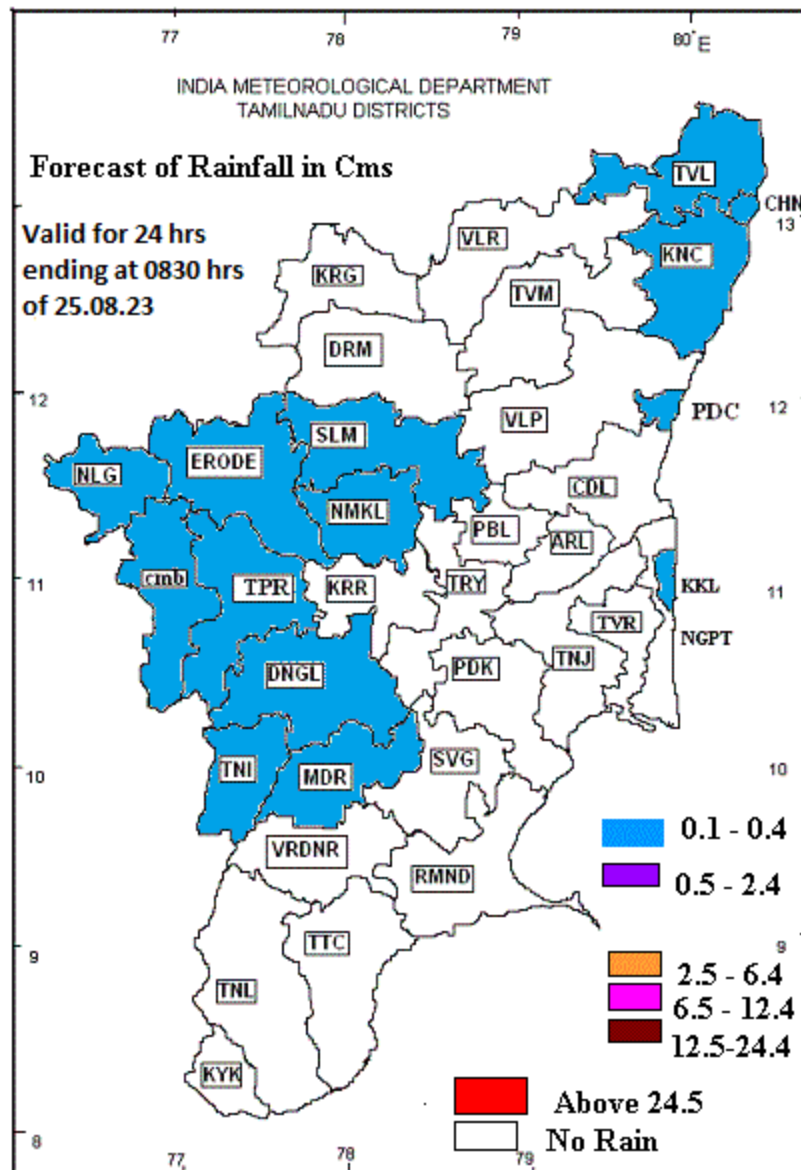 77 78 79 80°E
INDIA METEOROLOGICAL DEPARTMENT
TAMILNADU DISTRICTS
Forecast of Rainfall in Cms
TVL
CHN
13
Valid for 24 hrs
ending at 0830 hrs
of 25.08.23
VLR
KNC
KRG
TVM
DRM
12
12
PDC
VLP
SLM
ERODE
NLG
CDL
NMKL
PBL
ARL
11
cmb
TPR
KRR
TRY
KKL
11
TVR
NGPT
TNJ
DNGL
PDK
10
TNI
MDR
SVG
10
0.1 - 0.4
VRDNR
RMND
0.5 - 2.4
9
TTC
9
2.5 - 6.4
TNL
6.5 - 12.4
12.5-24.4
KYK
Above 24.5
8
No Rain
77 78 79